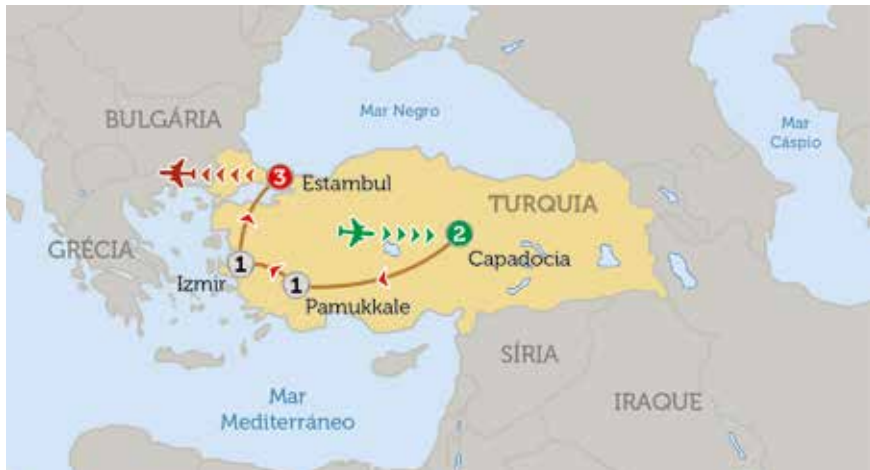 BULGÁRIA
Mar Negro
Mar
Cáspio
3
Estambul
TURQUIA
GRÉCIA
2
Capadocia
1
Izmir
1
Pamukkale
SÍRIA
IRAQUE
Mar
Mediterráneo